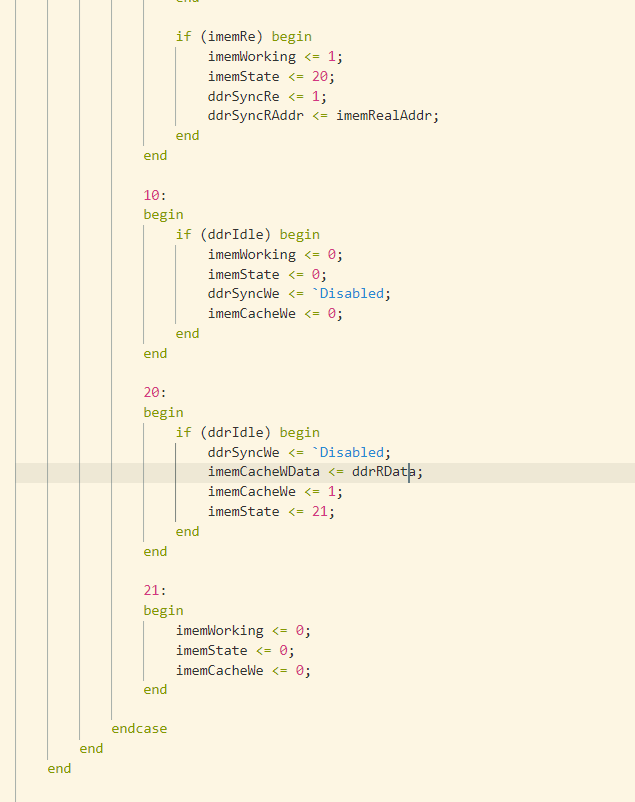 end
if (imemRe) begin
imemWorking <= 1;
imemState <= 20;
ddrSyncRe <= 1;
ddrSyncRAddr <= imemRealAddr;
end
end
10:
begin
if (ddrIdle) begin
imemWorking <= 0;
imemState <= 0;
ddrSyncWe <= `Disabled;
imemCacheWe <= 0;
end
end
20:
begin
if (ddrIdle) begin
ddrSyncWe <= `Disabled;
imemCacheWData <= ddrRData;
imemCacheWe <= 1;
imemState <= 21;
end
end
21:
begin
imemWorking <= 0;
imemState <= 0;
imemCacheWe <= 0;
end
endcase
end
end